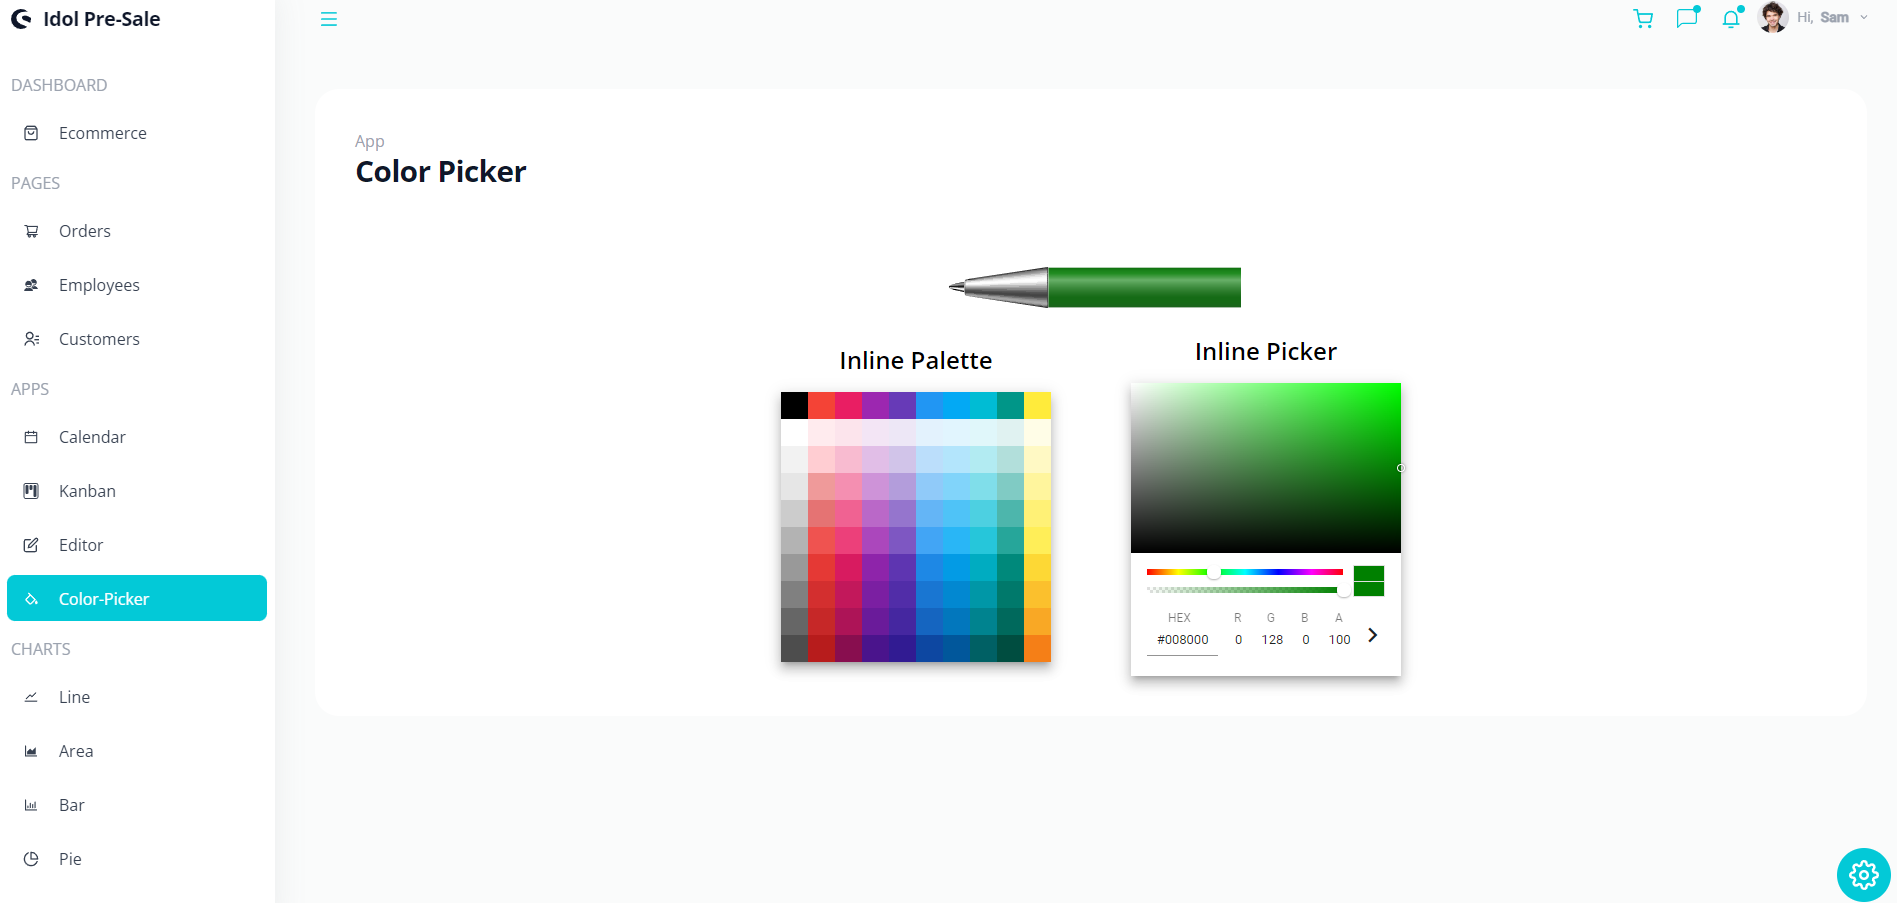 Idol Pre-Sale
Hi, Sam
DASHBOARD
Ecommerce
PAGES
Orders
Employees
Customers
APPS
Calendar
Kanban
Editor
Color-Picker
CHARTS
Line
Area
Bar
Pie
App
Color Picker
Inline Palette
Inline Picker
HEX R G B A
#008000 0 128 0 100